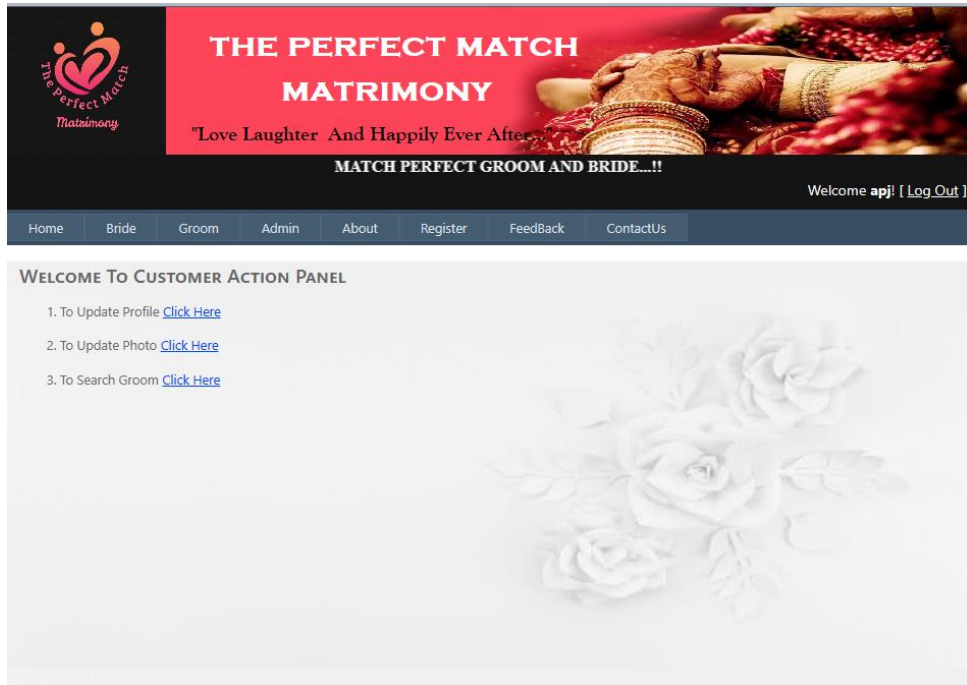 The Perfect Match
Matrimony
THE PERFECT MATCH
MATRIMONY
"Love Laughter And Happily Ever After..."
MATCH PERFECT GROOM AND BRIDE...!!
Welcome apj! [ Log Out ]
Home Bride Groom Admin About Register FeedBack ContactUs
WELCOME TO CUSTOMER ACTION PANEL
1. To Update Profile Click Here
2. To Update Photo Click Here
3. To Search Groom Click Here